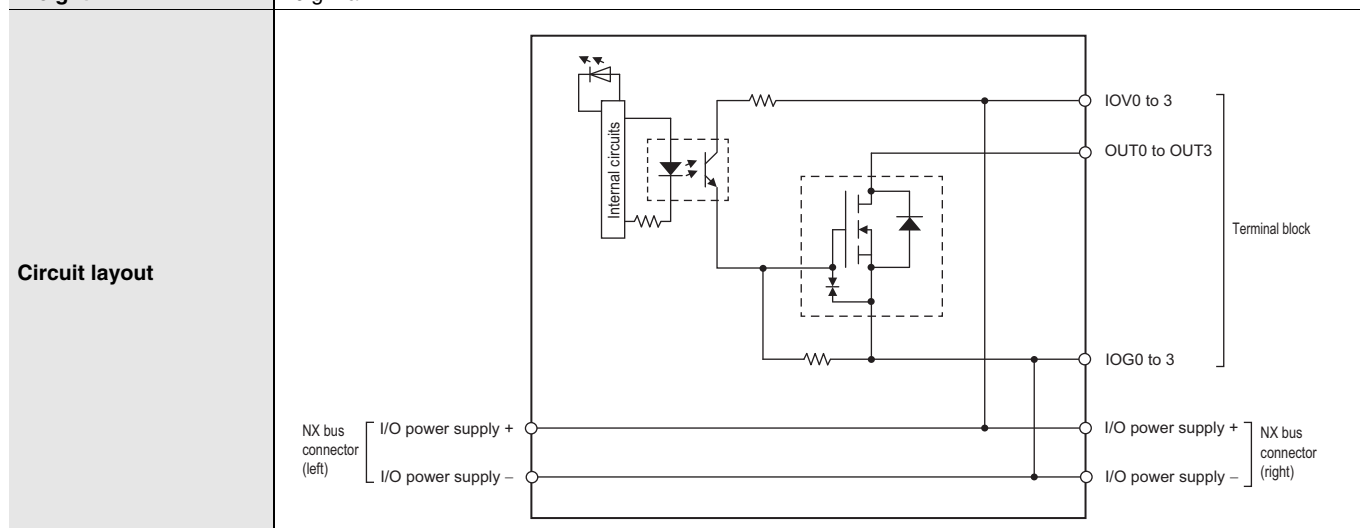 Circuit layout
Internal circuits
IOV0 to 3
OUT0 to OUT3
Terminal block
IOG0 to 3
NX bus
connector
(left)
I/O power supply +
I/O power supply –
I/O power supply +
I/O power supply –
NX bus
connector
(right)